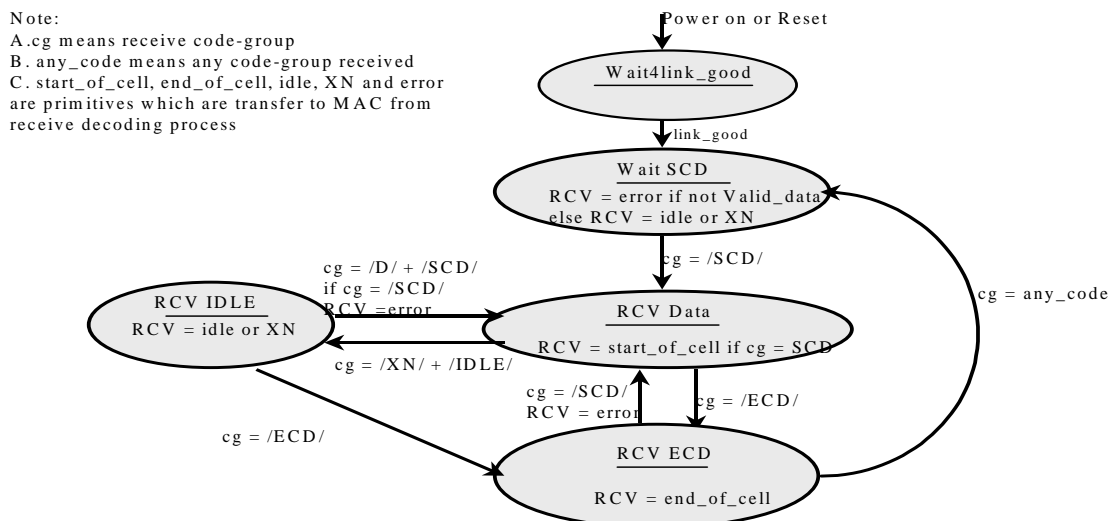 Note:
A.cg means receive code-group
B. any_code means any code-group received
C. start_of_cell, end_of_cell, idle, XN and error
are primitives which are transfer to MAC from
receive decoding process
Power on or Reset
Wait4link_good
link_good
Wait SCD
RCV = error if not Valid_data
else RCV = idle or XN
cg = /SCD/
cg = /D/ + /SCD/
if cg = /SCD/
RCV =error
cg = any_code
RCV IDLE
RCV = idle or XN
RCV Data
RCV = start_of_cell if cg = SCD
cg = /XN/ + /IDLE/
cg = /SCD/
RCV = error
cg = /ECD/
cg = /ECD/
RCV ECD
RCV = end_of_cell